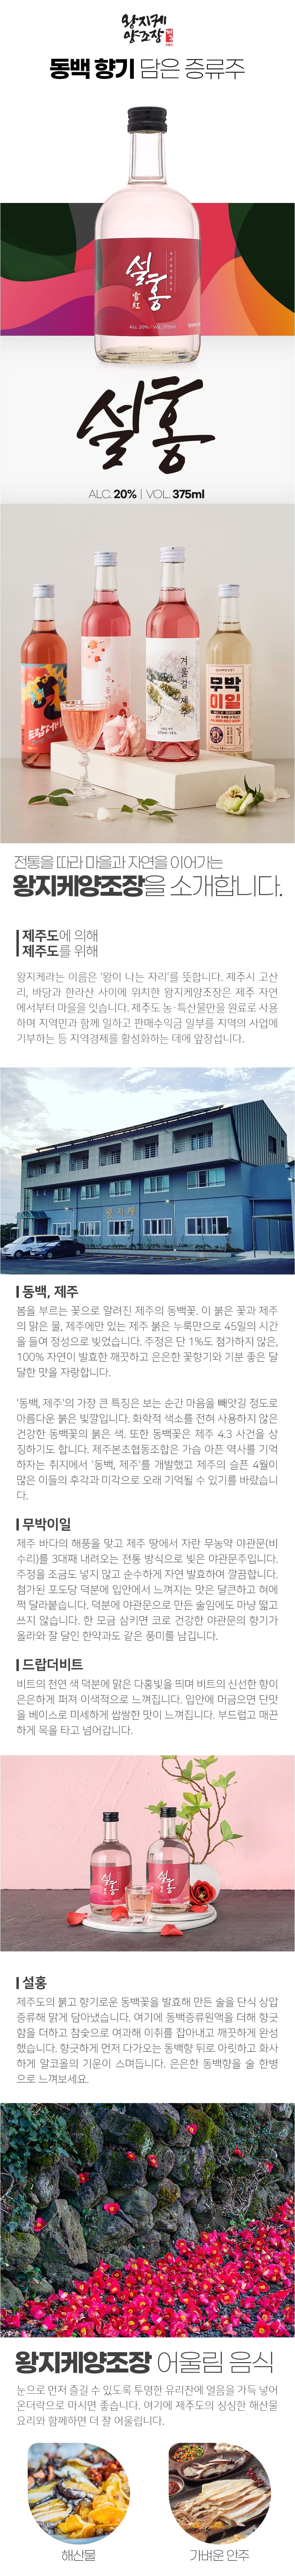 왕지케
양조장
동백 향기 담은 증류주
설홍
雪紅
Alc. 20% / Vol. 375ml
설홍
ALC. 20% | VOL. 375ml
드랍더비트
동백, 제주
겨울걸 제주
무박
이일
전통을 따라 마을과 자연을 이어가는
왕지케양조장을 소개합니다.
제주도에 의해
제주도를 위해
왕지케라는 이름은 '왕이 나는 자리'를 뜻합니다. 제주시 고산
리, 바당과 한라산 사이에 위치한 왕지케양조장은 제주 자연
에서부터 마을을 잇습니다. 제주도 농·특산물만을 원료로 사용
하며 지역민과 함께 일하고 판매수익금 일부를 지역의 사업에
기부하는 등 지역경제를 활성화하는 데에 앞장섭니다.
왕지케
동백, 제주
봄을 부르는 꽃으로 알려진 제주의 동백꽃. 이 붉은 꽃과 제주
의 맑은 물, 제주에만 있는 제주 붉은 누룩만으로 45일의 시간
을 들여 정성으로 빚었습니다. 주정은 단 1%도 첨가하지 않은,
100% 자연이 발효한 깨끗하고 은은한 꽃향기와 기분 좋은 달
달한 맛을 자랑합니다.
'동백, 제주'의 가장 큰 특징은 보는 순간 마음을 빼앗길 정도로
아름다운 붉은 빛깔입니다. 화학적 색소를 전혀 사용하지 않은
건강한 동백꽃의 붉은 색. 또한 동백꽃은 제주 4.3 사건을 상
징하기도 합니다. 제주본초협동조합은 가슴 아픈 역사를 기억
하자는 취지에서 '동백, 제주'를 개발했고 제주의 슬픈 4월이
많은 이들의 후각과 미각으로 오래 기억될 수 있기를 바랐습니
다.
무박이일
제주 바다의 해풍을 맞고 제주 땅에서 자란 무농약 야관문(비
수리)를 3대째 내려오는 전통 방식으로 빚은 야관문주입니다.
주정을 조금도 넣지 않고 순수하게 자연 발효하여 깔끔합니다.
첨가된 포도당 덕분에 입안에서 느껴지는 맛은 달큰하고 혀에
쩍 달라붙습니다. 덕분에 야관문으로 만든 술임에도 마냥 떫고
쓰지 않습니다. 한 모금 삼키면 코로 건강한 야관문의 향기가
올라와 잘 달인 한약과도 같은 풍미를 남깁니다.
드랍더비트
비트의 천연 색 덕분에 맑은 다홍빛을 띄며 비트의 신선한 향이
은은하게 퍼져 이색적으로 느껴집니다. 입안에 머금으면 단맛
을 베이스로 미세하게 쌉쌀한 맛이 느껴집니다. 부드럽고 매끈
하게 목을 타고 넘어갑니다.
설홍
설홍
설홍
제주도의 붉고 향기로운 동백꽃을 발효해 만든 술을 단식 상압
증류해 맑게 담아냈습니다. 여기에 동백증류원액을 더해 향긋
함을 더하고 참숯으로 여과해 이취를 잡아내고 깨끗하게 완성
했습니다. 향긋하게 먼저 다가오는 동백향 뒤로 아릿하고 화사
하게 알코올의 기운이 스며듭니다. 은은한 동백향을 술 한병
으로 느껴보세요.
왕지케양조장 어울림 음식
눈으로 먼저 즐길 수 있도록 투명한 유리잔에 얼음을 가득 넣어
온더락으로 마시면 좋습니다. 여기에 제주도의 싱싱한 해산물
요리와 함께하면 더 잘 어울립니다.
해산물
가벼운 안주